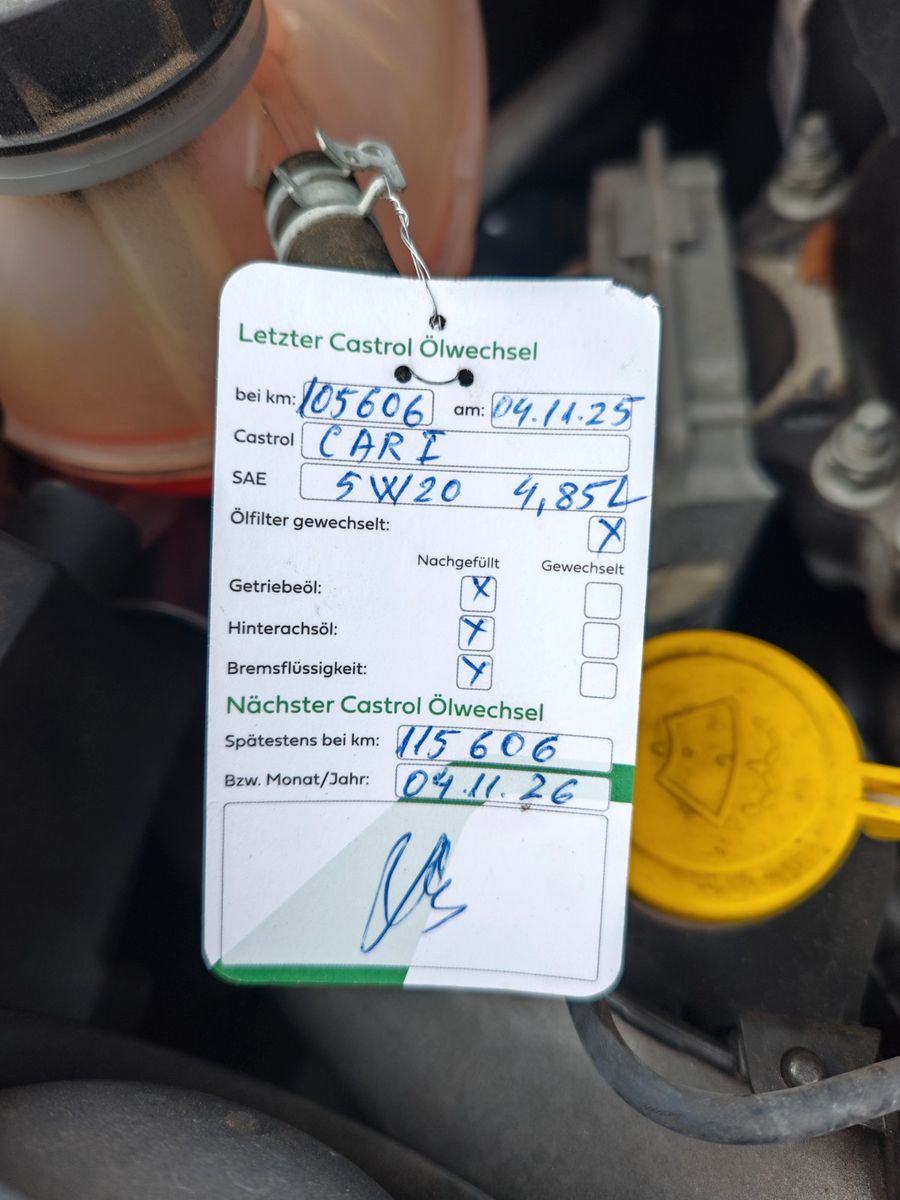 Letzter Castrol Ölwechsel
bei km: 105606 am: 04.11.25
Castrol CAR I
SAE 5W20 4,85L
Ölfilter gewechselt: X
Nachgefüllt Gewechselt
Getriebeöl: X
Hinterachsöl: X
Bremsflüssigkeit: X
Nächster Castrol Ölwechsel
Spätestens bei km: 115606
Bzw. Monat/Jahr: 04.11.26